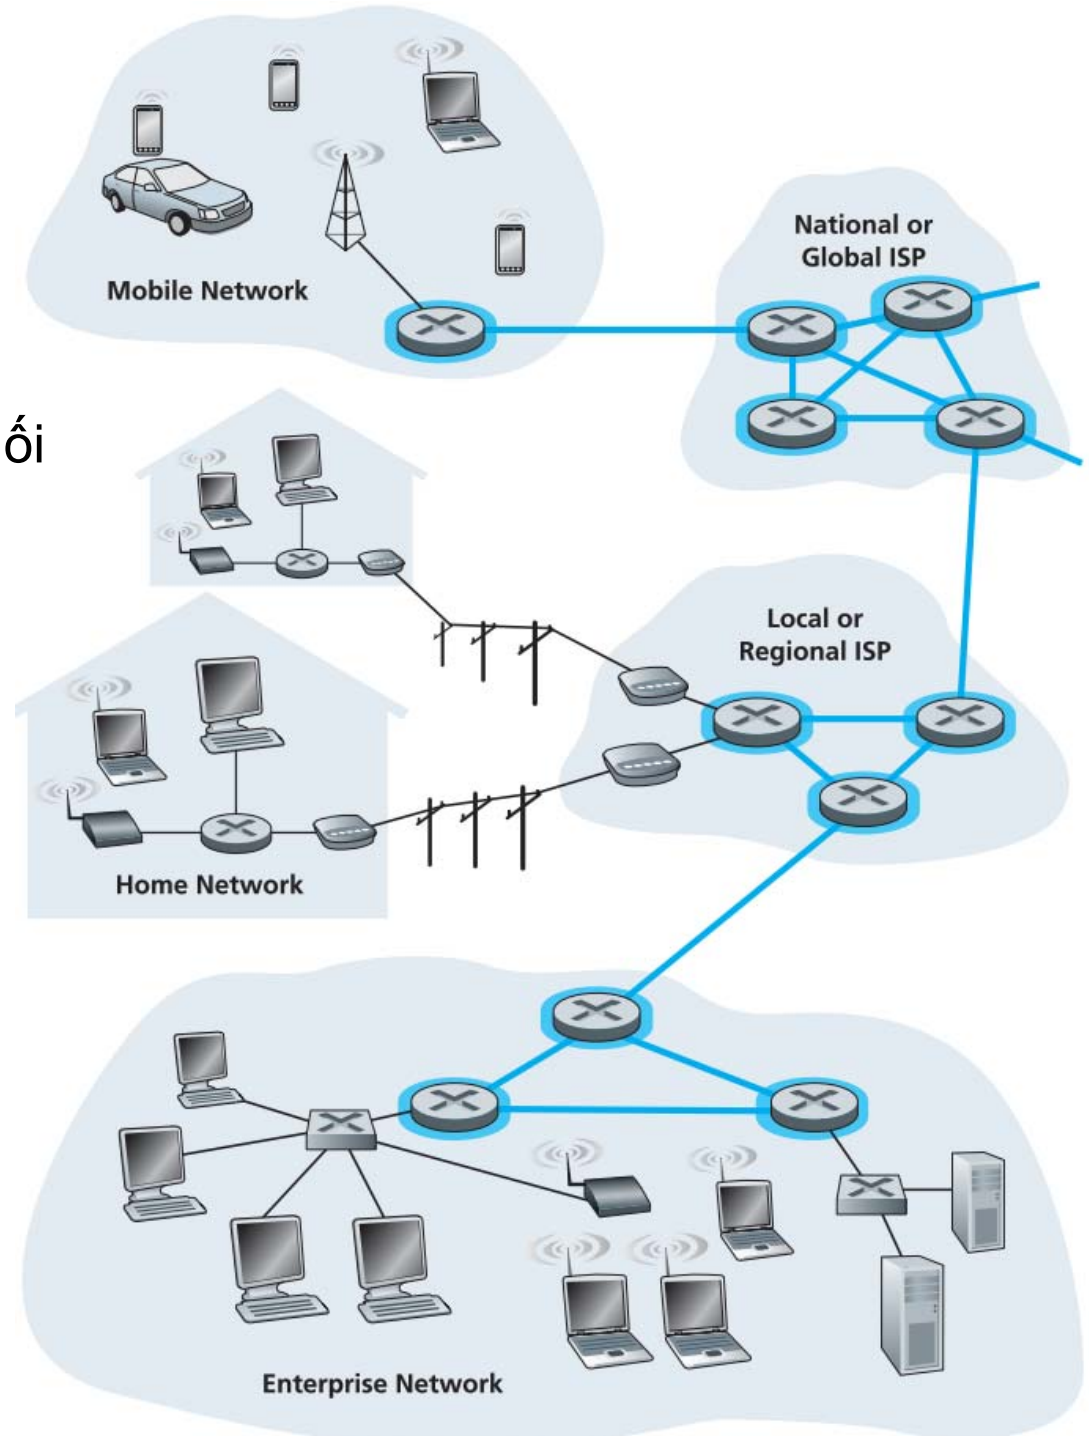 National or
Global ISP
Mobile Network
ối
Local or
Regional ISP
Home Network
Enterprise Network